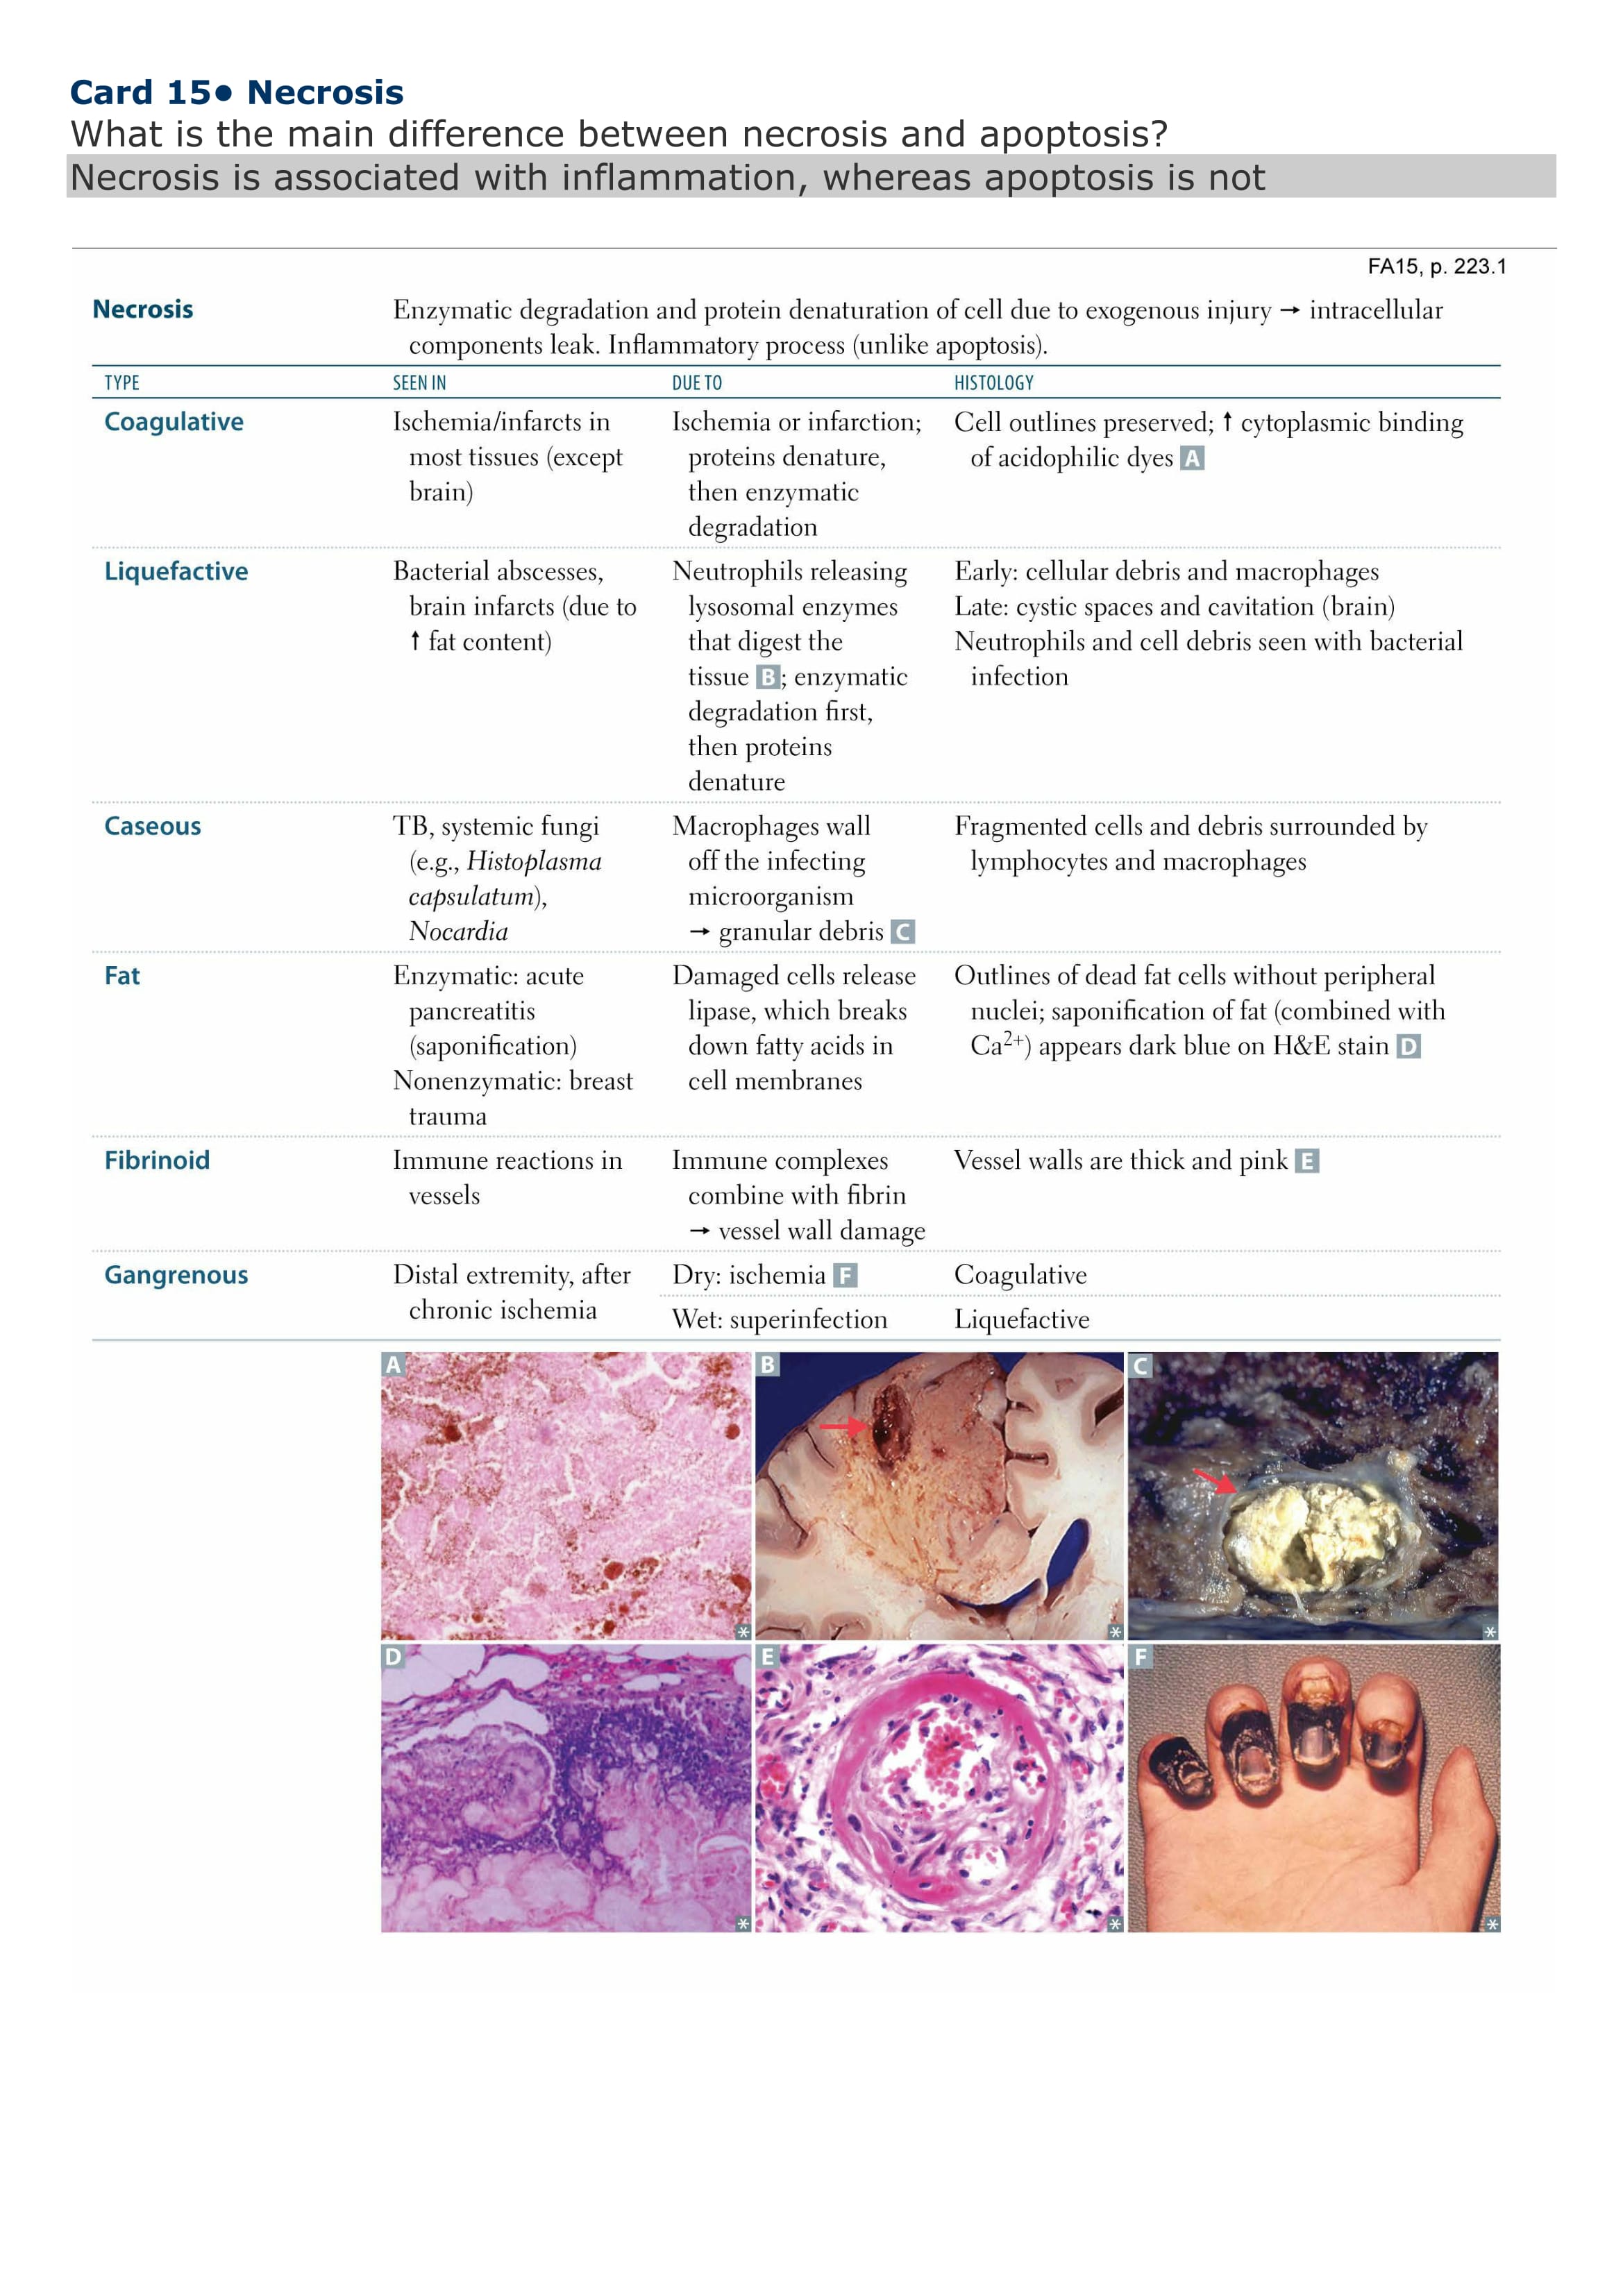 Card 15● Necrosis
What is the main difference between necrosis and apoptosis?
Necrosis is associated with inflammation, whereas apoptosis is not
FA15, p. 223.1
Necrosis
Enzymatic degradation and protein denaturation of cell due to exogenous injury → intracellular
components leak. Inflammatory process (unlike apoptosis).
TYPE SEEN IN DUE TO HISTOLOGY
Coagulative
Ischemia/infarcts in
most tissues (except
brain)
Ischemia or infarction;
proteins denature,
then enzymatic
degradation
Cell outlines preserved; ↑ cytoplasmic binding
of acidophilic dyes A
Liquefactive
Bacterial abscesses,
brain infarcts (due to
↑ fat content)
Neutrophils releasing
lysosomal enzymes
that digest the
tissue B; enzymatic
degradation first,
then proteins
denature
Early: cellular debris and macrophages
Late: cystic spaces and cavitation (brain)
Neutrophils and cell debris seen with bacterial
infection
Caseous
TB, systemic fungi
(e.g., Histoplasma
capsulatum),
Nocardia
Macrophages wall
off the infecting
microorganism
→ granular debris C
Fragmented cells and debris surrounded by
lymphocytes and macrophages
Fat
Enzymatic: acute
pancreatitis
(saponification)
Nonenzymatic: breast
trauma
Damaged cells release
lipase, which breaks
down fatty acids in
cell membranes
Outlines of dead fat cells without peripheral
nuclei; saponification of fat (combined with
Ca²⁺) appears dark blue on H&E stain D
Fibrinoid
Immune reactions in
vessels
Immune complexes
combine with fibrin
→ vessel wall damage
Vessel walls are thick and pink E
Gangrenous
Distal extremity, after
chronic ischemia
Dry: ischemia F
Coagulative
Wet: superinfection
Liquefactive
A
B
C
* * *
D
E
F
* * *